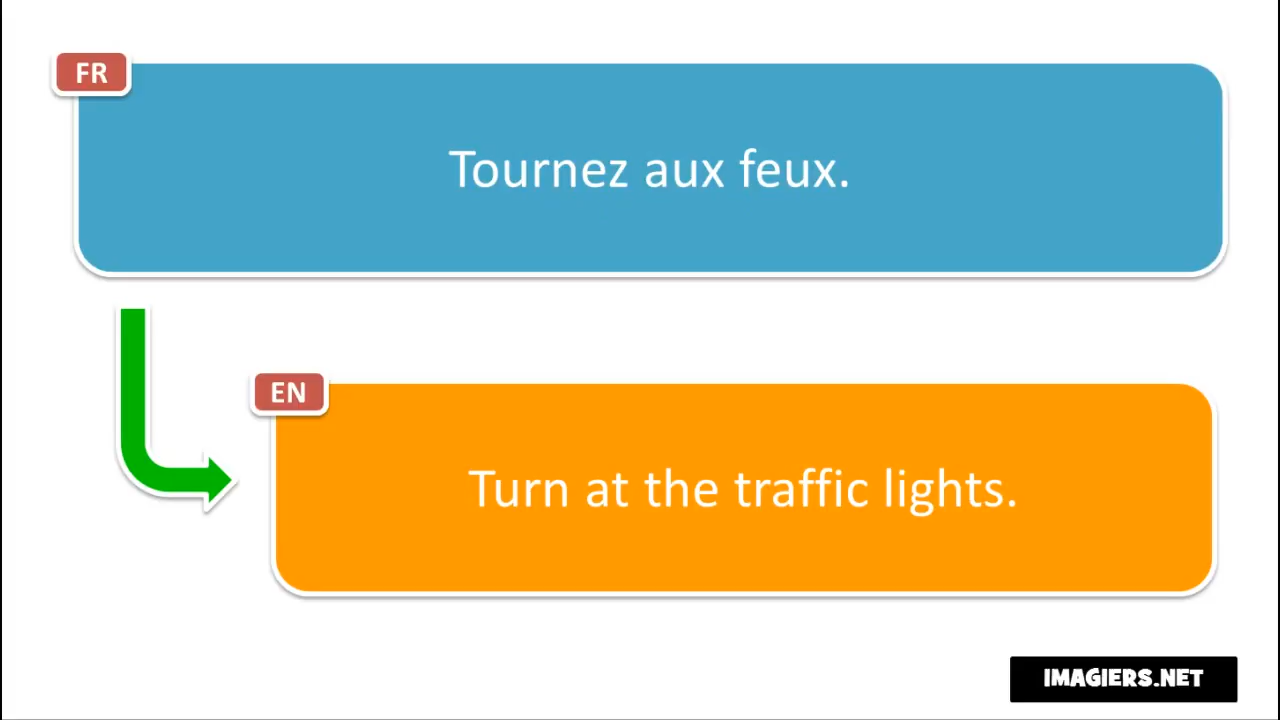 FR
Tournez aux feux.
EN
Turn at the traffic lights.
IMAGIERS.NET